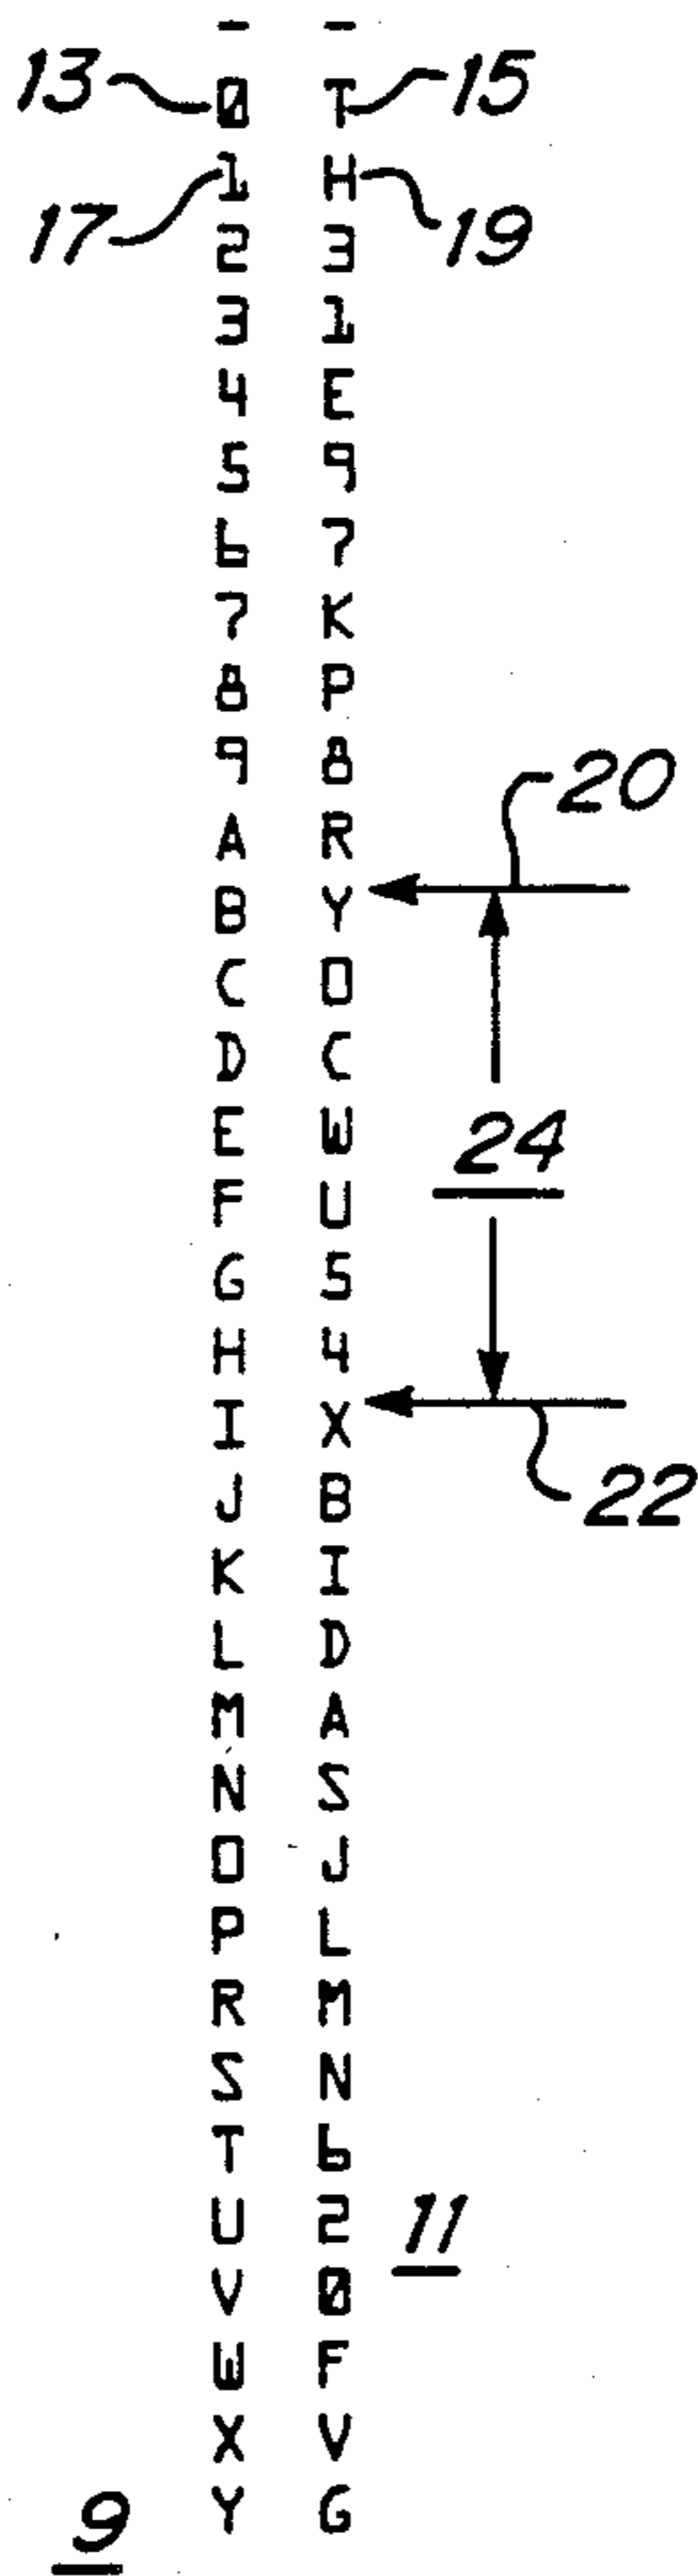 - -
13 0 T 15
17 1 H 19
2 3
3 1
4 E
5 9
6 7
7 K
8 P
9 8
A R
20
B Y
C O
D C
E W
24
F U
G 5
H 4
I X
J B
22
K I
L D
M A
N S
O J
P L
R M
S N
T 6
U 2
11
V 0
W F
X V
Y G
9